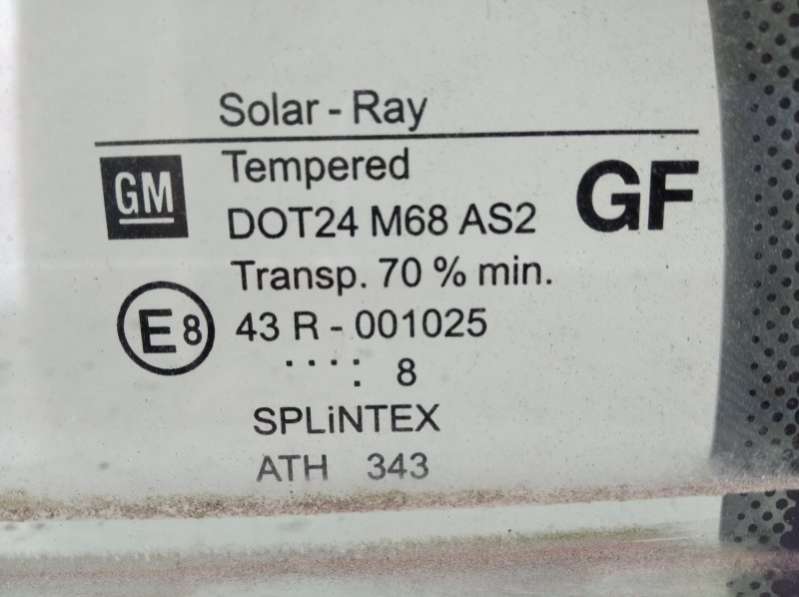 Solar - Ray
GM
Tempered
GF
DOT24 M68 AS2
Transp. 70 % min.
E8 43 R - 001025
....: 8
SPLiNTEX
ATH 343